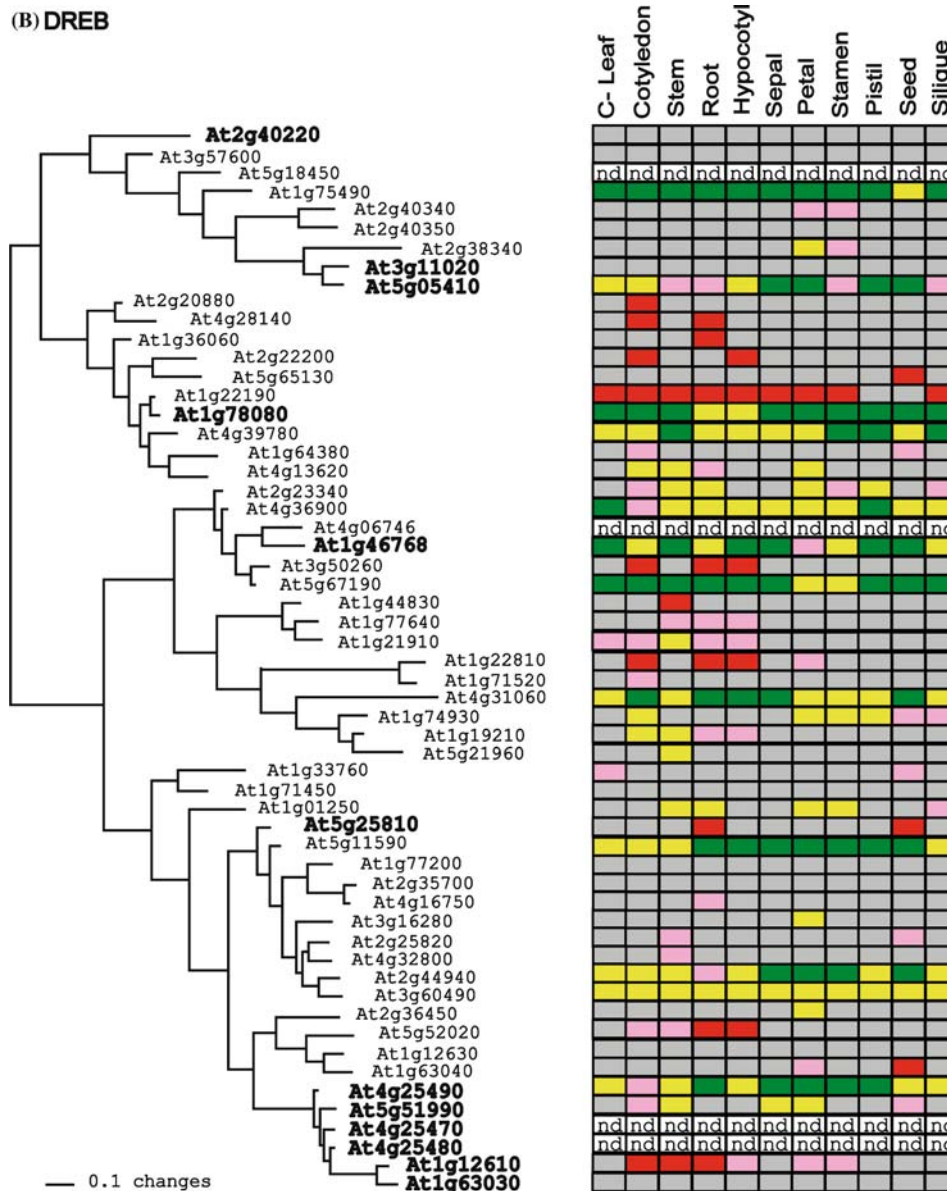 (B) DREB
C- Leaf
Cotyledon
Stem
Root
Hypocotyl
Sepal
Petal
Stamen
Pistil
Seed
Silique
At2g40220
At3g57600
At5g18450 nd nd nd nd nd nd nd nd nd nd nd
At1g75490
At2g40340
At2g40350
At2g38340
At3g11020
At5g05410
At2g20880
At4g28140
At1g36060
At2g22200
At5g65130
At1g22190
At1g78080
At4g39780
At1g64380
At4g13620
At2g23340
At4g36900
At4g06746 nd nd nd nd nd nd nd nd nd nd nd
At1g46768
At3g50260
At5g67190
At1g44830
At1g77640
At1g21910
At1g22810
At1g71520
At4g31060
At1g74930
At1g19210
At5g21960
At1g33760
At1g71450
At1g01250
At5g25810
At5g11590
At1g77200
At2g35700
At4g16750
At3g16280
At2g25820
At4g32800
At2g44940
At3g60490
At2g36450
At5g52020
At1g12630
At1g63040
At4g25490
At5g51990
At4g25470 nd nd nd nd nd nd nd nd nd nd nd
At4g25480 nd nd nd nd nd nd nd nd nd nd nd
At1g12610
At1g63030
0.1 changes